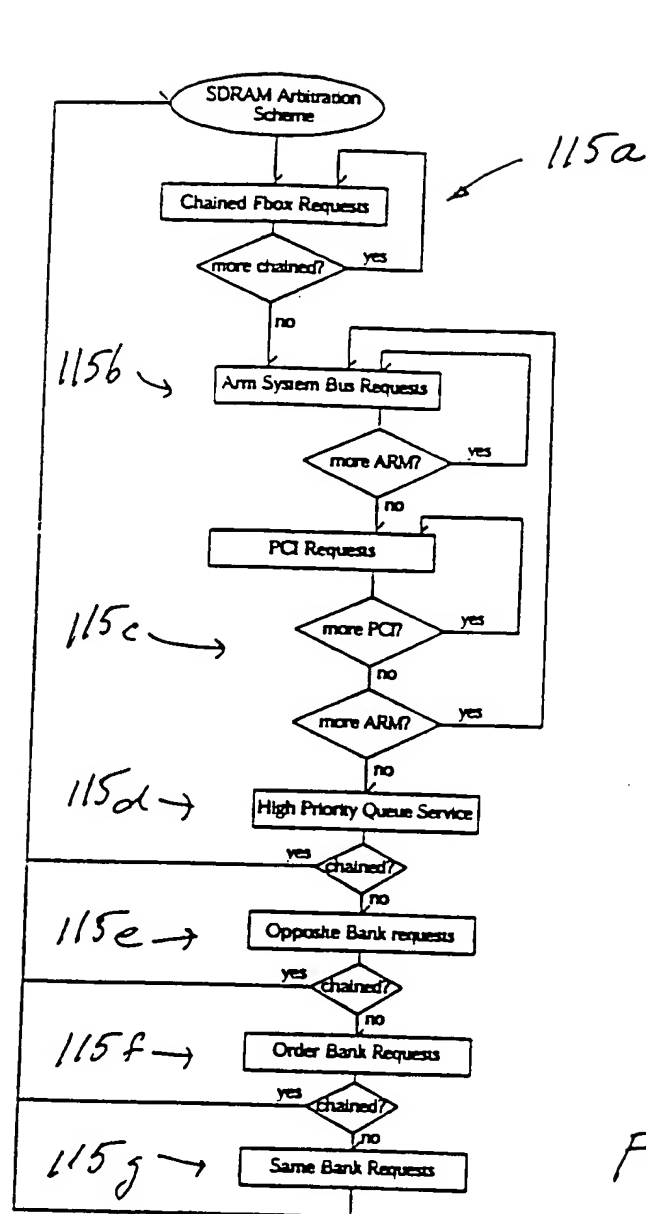 SDRAM Arbitration
Scheme
115a
Chained Fbox Requests
more chained?
yes
no
115b
Arm System Bus Requests
more ARM?
yes
no
PCI Requests
115c
more PCI?
yes
no
more ARM?
yes
no
115d
High Priority Queue Service
yes
chained?
no
115e
Opposite Bank requests
yes
chained?
no
115f
Order Bank Requests
yes
chained?
no
115g
Same Bank Requests
F